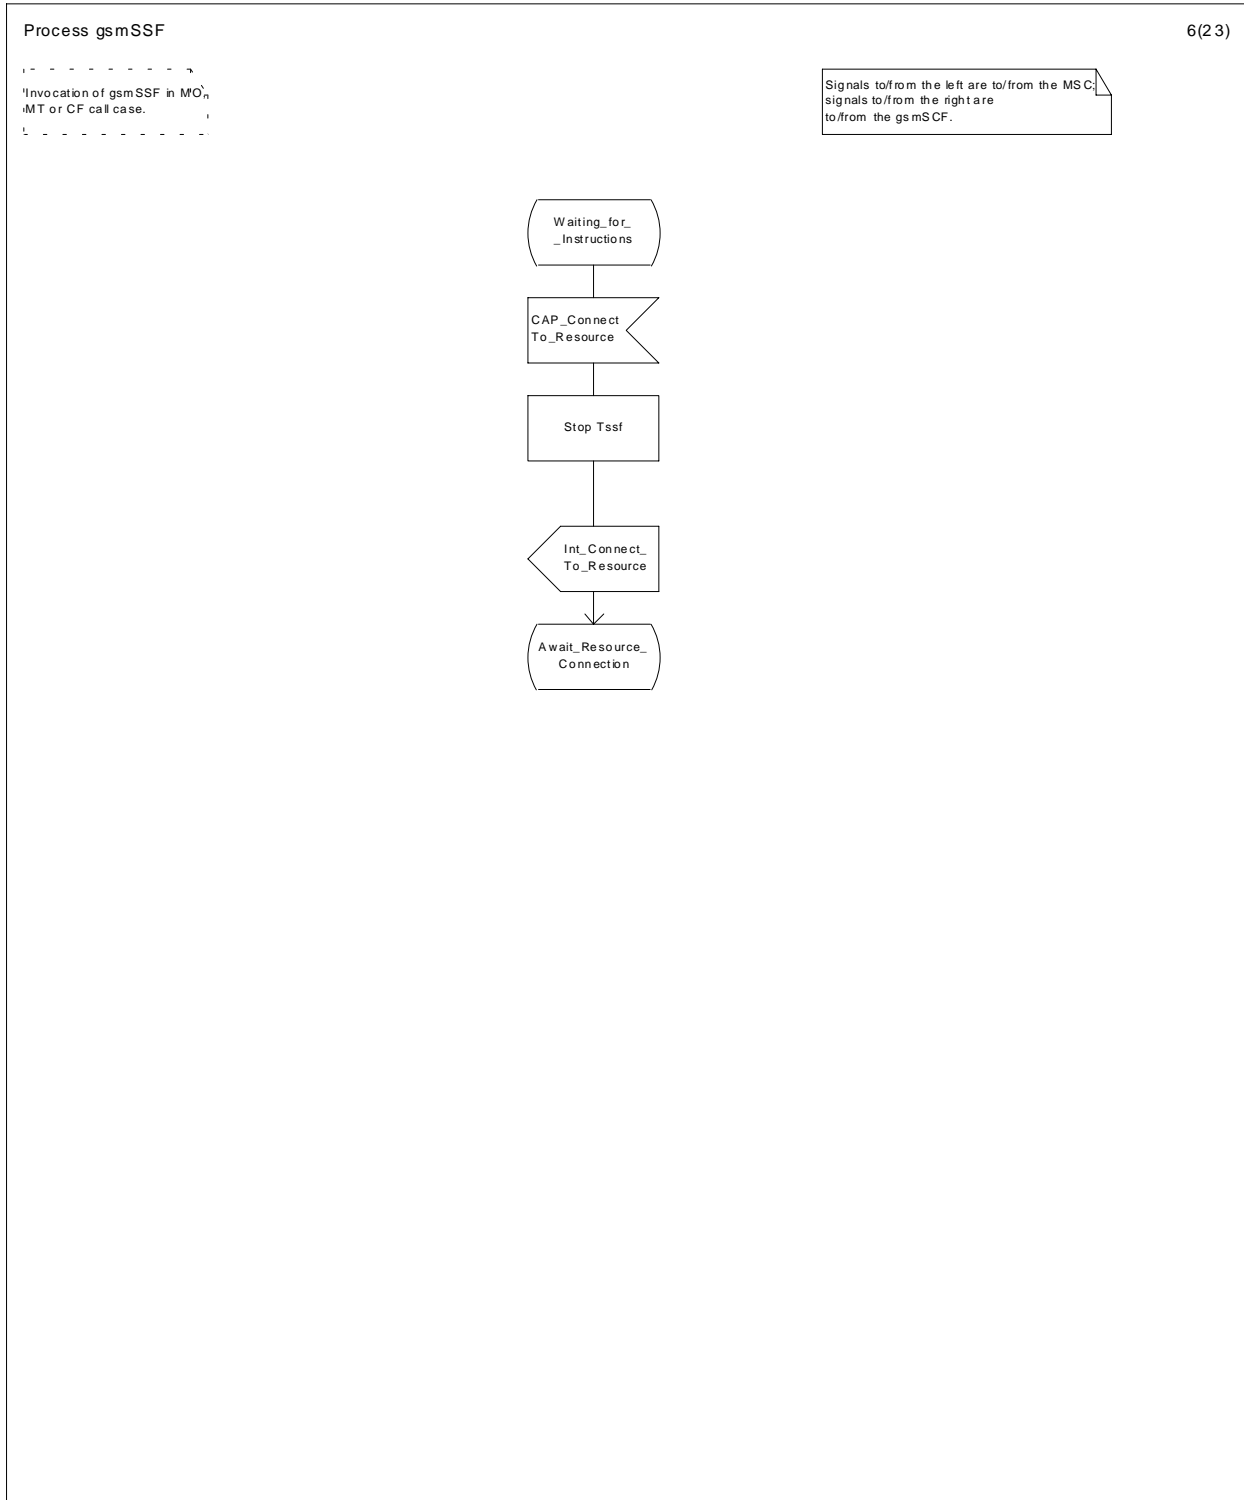 Process gsmSSF
6(23)
Invocation of gsmSSF in MO,
MT or CF call case.
Signals to/from the left are to/from the MSC;
signals to/from the right are
to/from the gsmSCF.
Waiting_for_
_Instructions
CAP_Connect
To_Resource
Stop Tssf
Int_Connect_
To_Resource
Await_Resource_
Connection